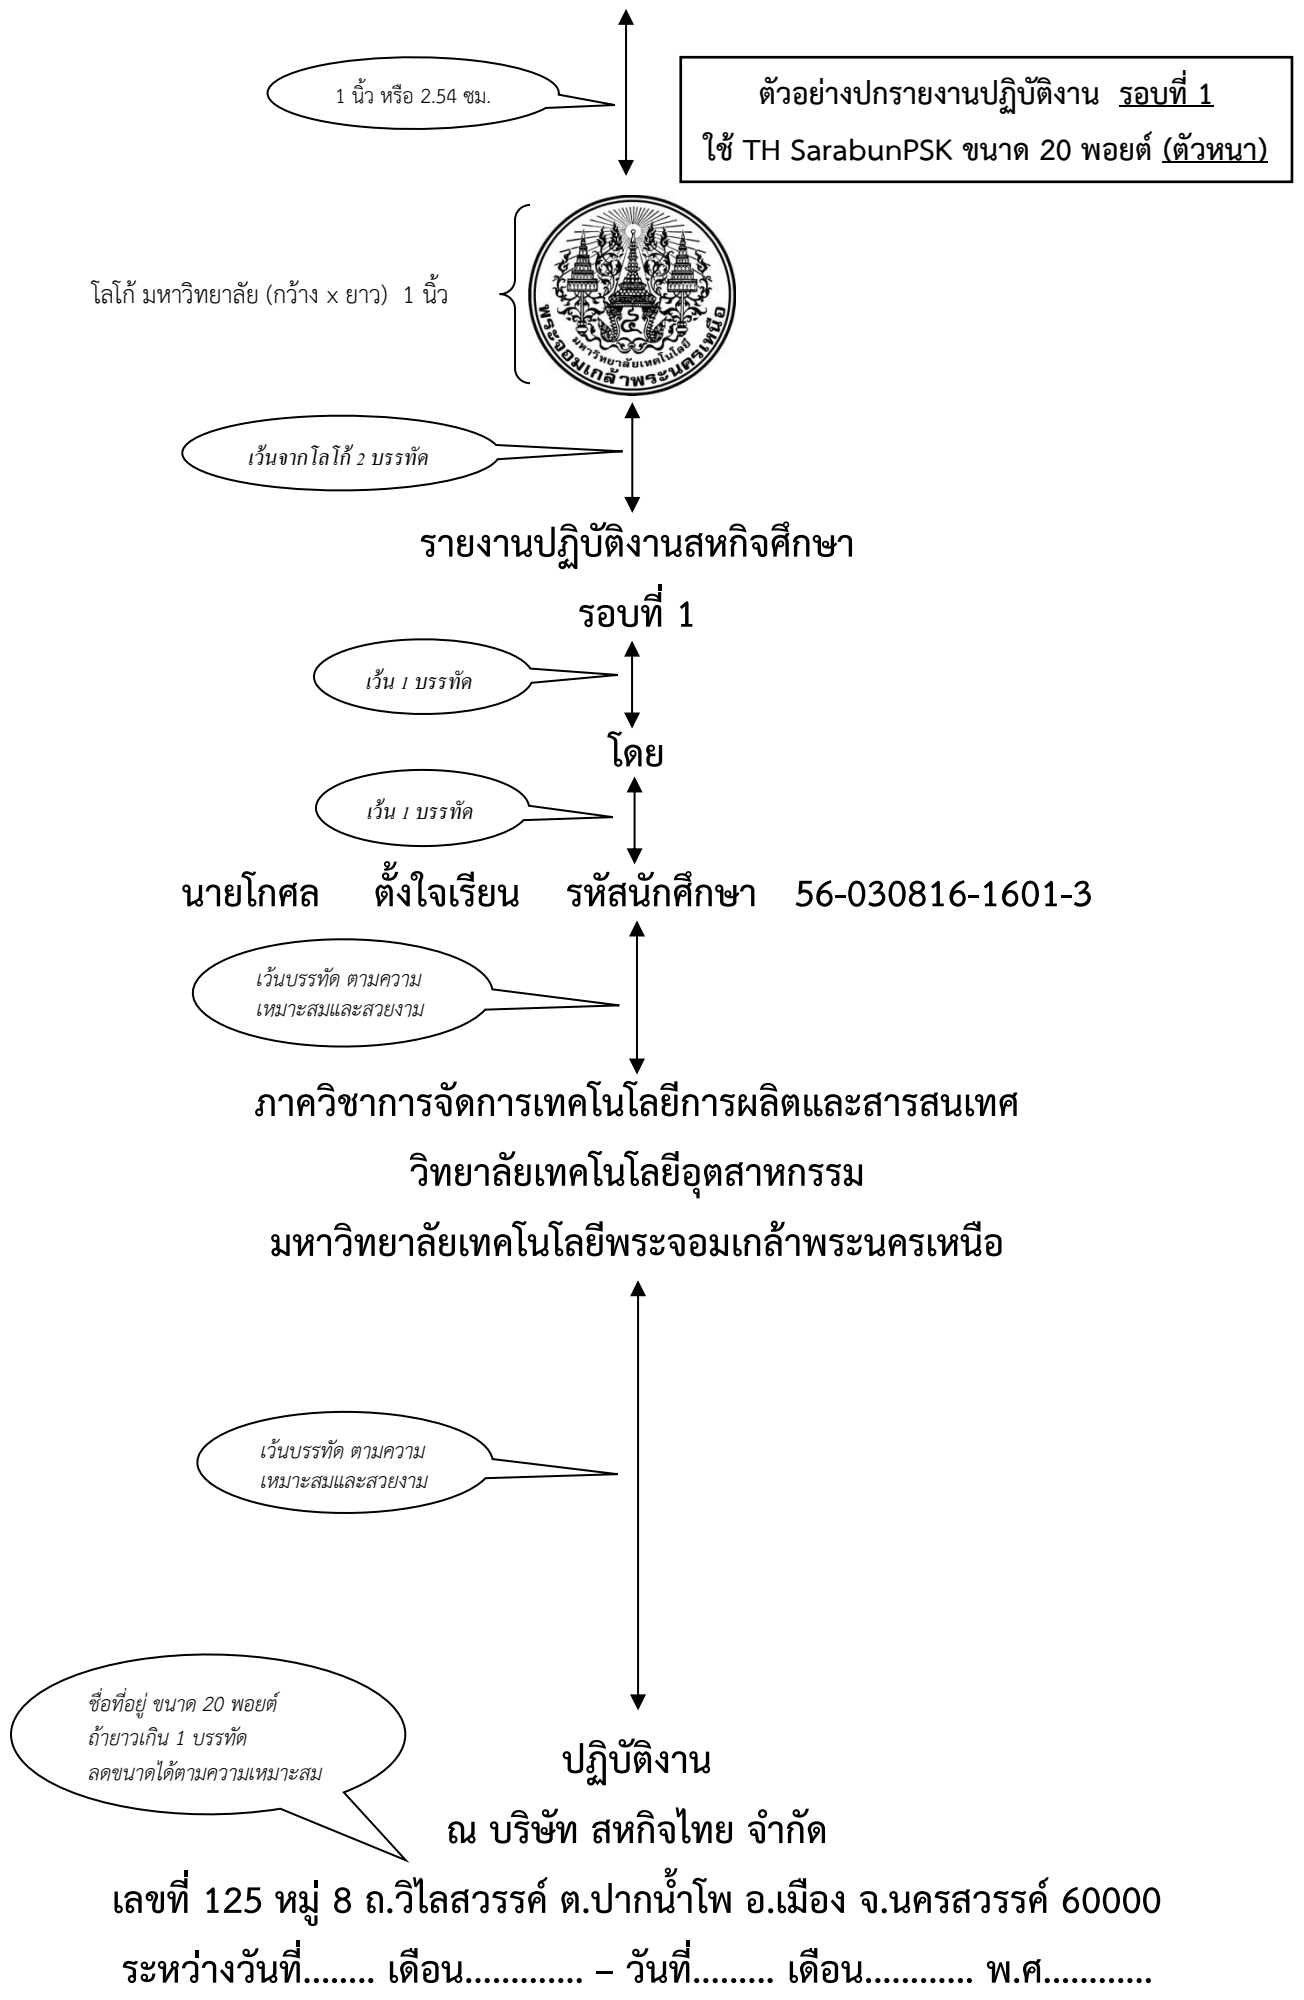 1 นิ้ว หรือ 2.54 ซม.
ตัวอย่างปกรายงานปฏิบัติงาน รอบที่ 1
ใช้ TH SarabunPSK ขนาด 20 พอยต์ (ตัวหนา)
โลโก้ มหาวิทยาลัย (กว้าง x ยาว) 1 นิ้ว
มหาวิทยาลัยเทคโนโลยี
พระจอมเกล้าพระนครเหนือ
เว้นจากโลโก้ 2 บรรทัด
รายงานปฏิบัติงานสหกิจศึกษา
รอบที่ 1
เว้น 1 บรรทัด
โดย
เว้น 1 บรรทัด
นายโกศล ตั้งใจเรียน รหัสนักศึกษา 56-030816-1601-3
เว้นบรรทัด ตามความ
เหมาะสมและสวยงาม
ภาควิชาการจัดการเทคโนโลยีการผลิตและสารสนเทศ
วิทยาลัยเทคโนโลยีอุตสาหกรรม
มหาวิทยาลัยเทคโนโลยีพระจอมเกล้าพระนครเหนือ
เว้นบรรทัด ตามความ
เหมาะสมและสวยงาม
ชื่อที่อยู่ ขนาด 20 พอยต์
ถ้ายาวเกิน 1 บรรทัด
ลดขนาดได้ตามความเหมาะสม
ปฏิบัติงาน
ณ บริษัท สหกิจไทย จำกัด
เลขที่ 125 หมู่ 8 ถ.วิไลสวรรค์ ต.ปากน้ำโพ อ.เมือง จ.นครสวรรค์ 60000
ระหว่างวันที่........ เดือน............. – วันที่......... เดือน............ พ.ศ............